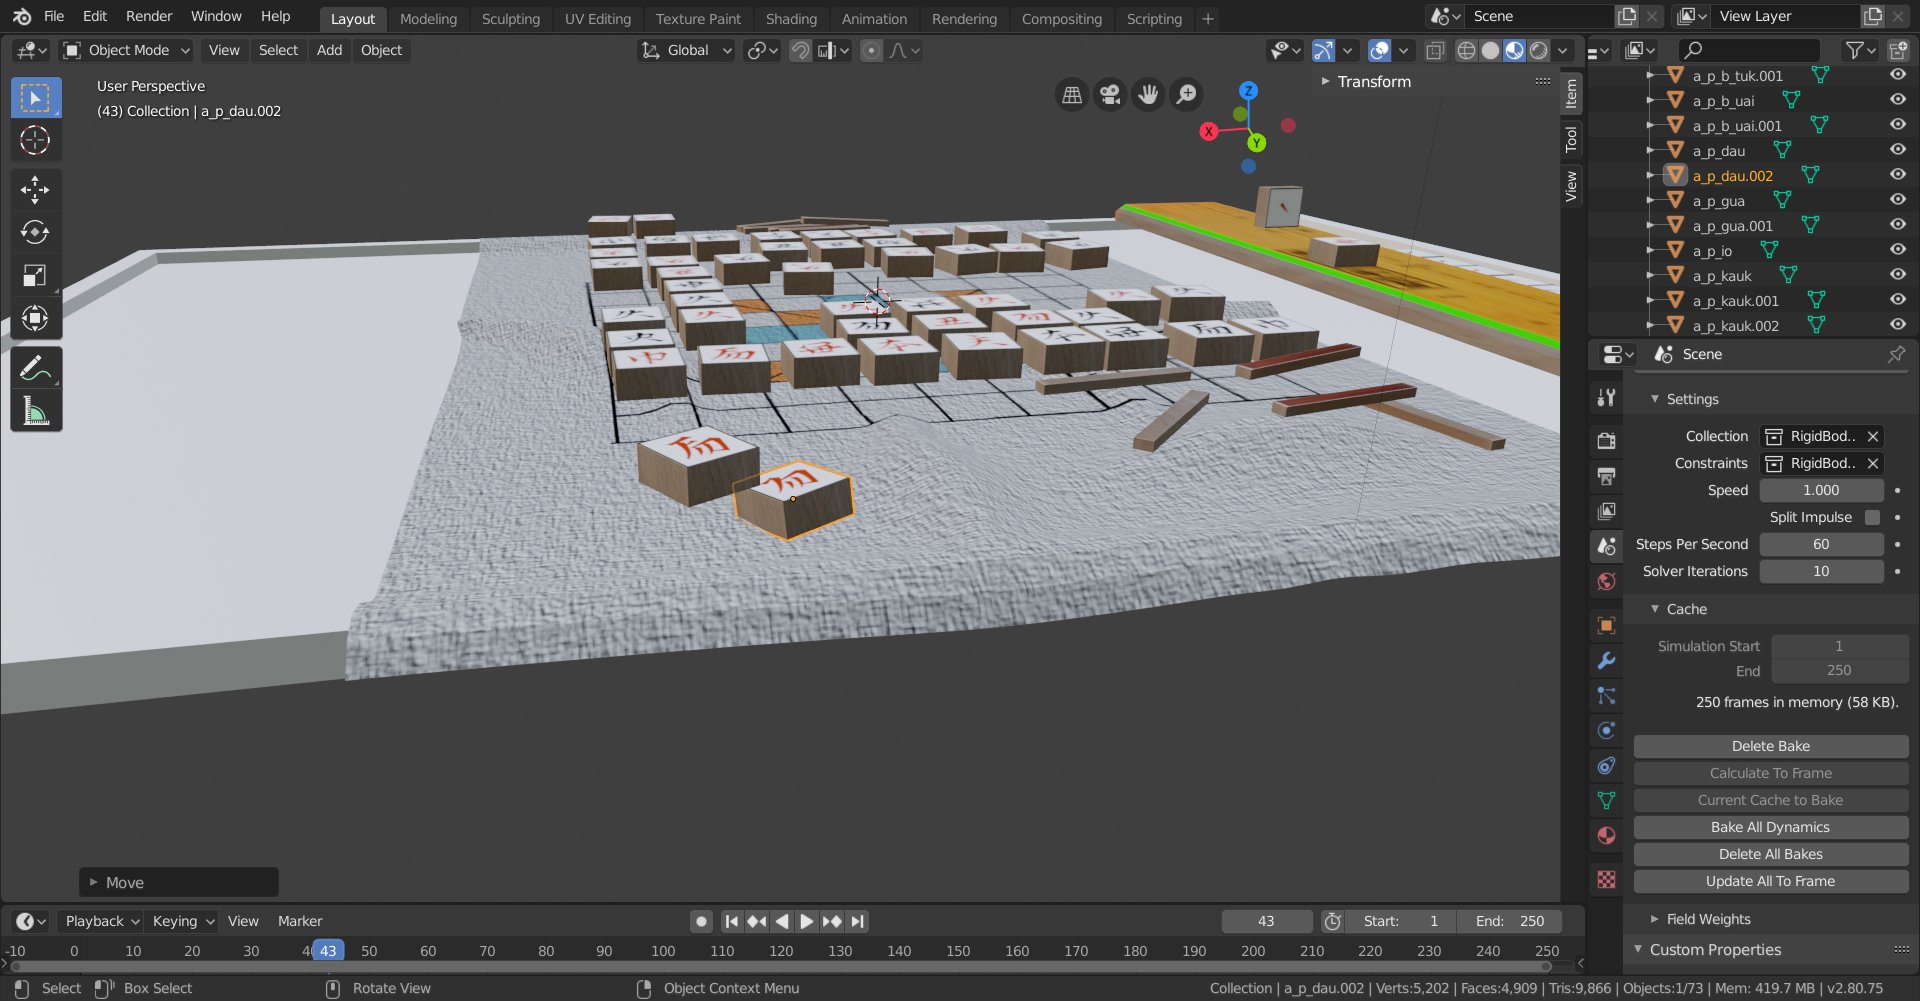 File Edit Render Window Help Layout Modeling Sculpting UV Editing Texture Paint Shading Animation Rendering Compositing Scripting + Scene View Layer
Object Mode View Select Add Object Global
User Perspective
(43) Collection | a_p_dau.002
Z
X
Y
Transform
Item
Tool
View
a_p_b_tuk.001
a_p_b_uai
a_p_b_uai.001
a_p_dau
a_p_dau.002
a_p_gua
a_p_gua.001
a_p_io
a_p_kauk
a_p_kauk.001
a_p_kauk.002
Scene
Settings
Collection RigidBod..
Constraints RigidBod..
Speed 1.000
Split Impulse
Steps Per Second 60
Solver Iterations 10
Cache
Simulation Start 1
End 250
250 frames in memory (58 KB).
Delete Bake
Calculate To Frame
Current Cache to Bake
Bake All Dynamics
Delete All Bakes
Update All To Frame
Field Weights
Custom Properties
Move
Playback Keying View Marker 43 Start: 1 End: 250
-10 0 10 20 30 43 50 60 70 80 90 100 110 120 130 140 150 160 170 180 190 200 210 220 230 240 250
Select Box Select Rotate View Object Context Menu Collection | a_p_dau.002 | Verts:5,202 | Faces:4,909 | Tris:9,866 | Objects:1/73 | Mem: 419.7 MB | v2.80.75